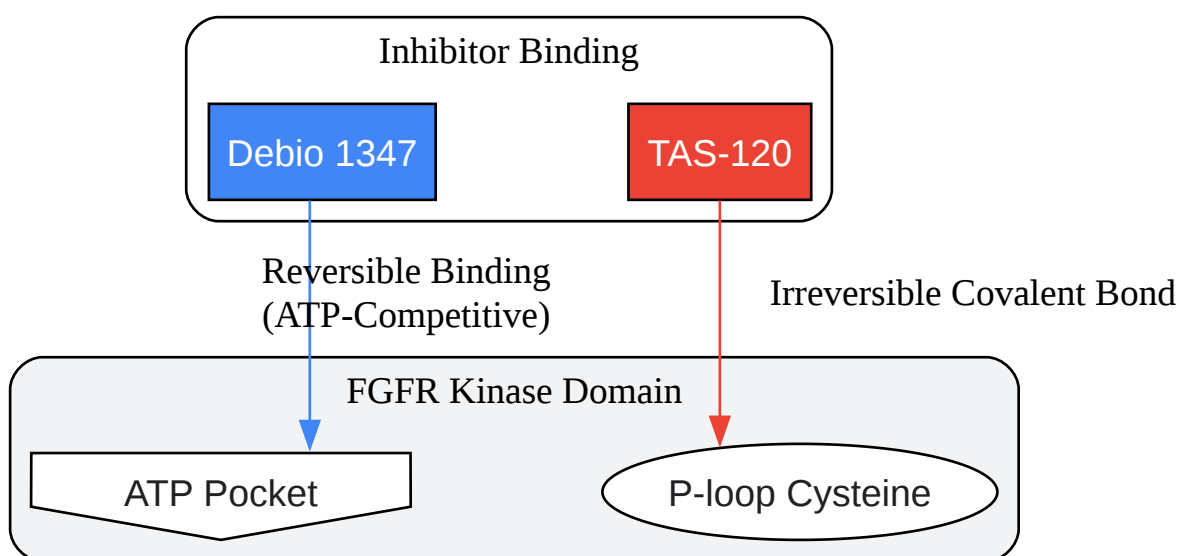 Inhibitor Binding
Debio 1347
TAS-120
Reversible Binding
(ATP-Competitive)
Irreversible Covalent Bond
FGFR Kinase Domain
ATP Pocket
P-loop Cysteine